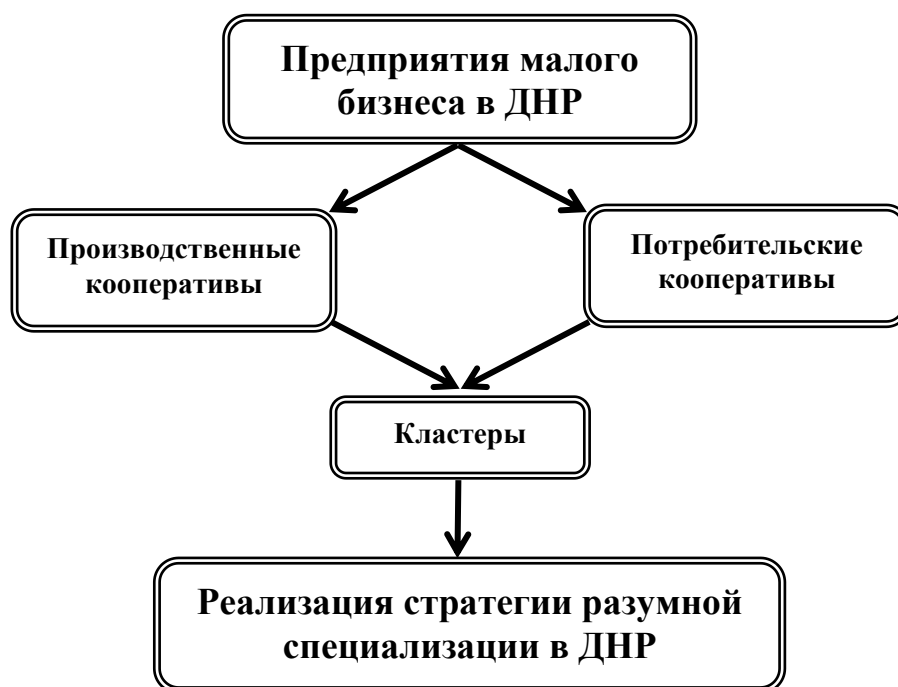 Предприятия малого
бизнеса в ДНР
Производственные
кооперативы
Потребительские
кооперативы
Кластеры
Реализация стратегии разумной
специализации в ДНР